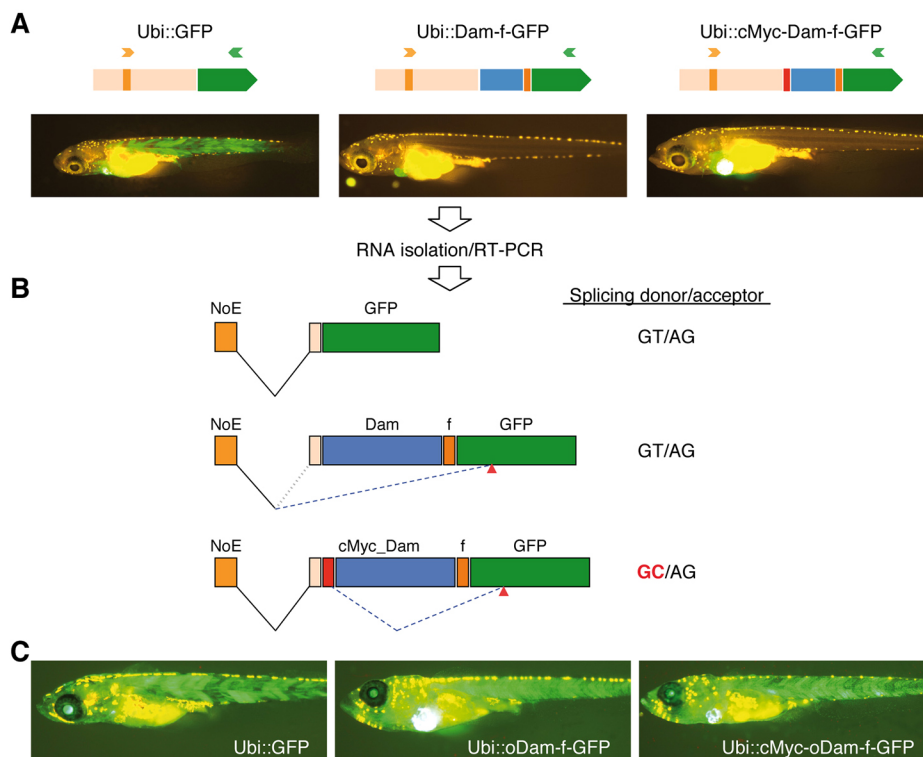 A
Ubi::GFP
Ubi::Dam-f-GFP
Ubi::cMyc-Dam-f-GFP
RNA isolation/RT-PCR
B
Splicing donor/acceptor
NoE
GFP
GT/AG
NoE
Dam
f
GFP
GT/AG
NoE
cMyc_Dam
f
GFP
GC/AG
C
Ubi::GFP
Ubi::oDam-f-GFP
Ubi::cMyc-oDam-f-GFP